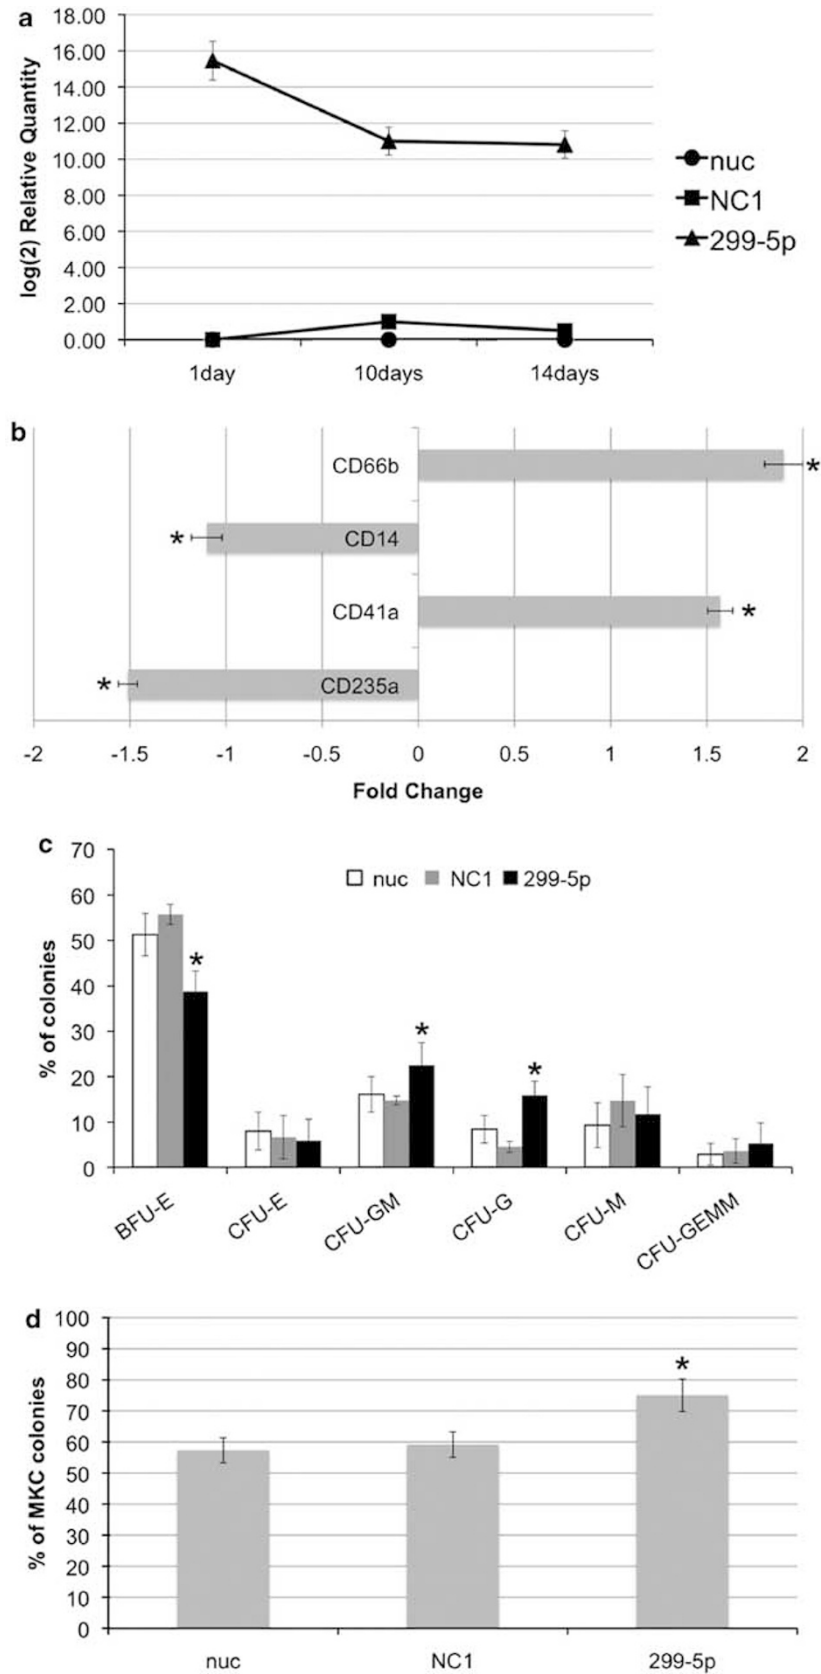 a
18.00
16.00
14.00
12.00
10.00
8.00
6.00
4.00
2.00
0.00
log(2) Relative Quantity
1day 10days 14days
nuc
NC1
299-5p
b
CD66b *
* CD14
CD41a *
* CD235a
-2 -1.5 -1 -0.5 0 0.5 1 1.5 2
Fold Change
c
70
60
50
40
30
20
10
0
% of colonies
nuc NC1 299-5p
* * *
BFU-E CFU-E CFU-GM CFU-G CFU-M CFU-GEMM
d
100
90
80
70
60
50
40
30
20
10
0
% of MKC colonies
*
nuc NC1 299-5p